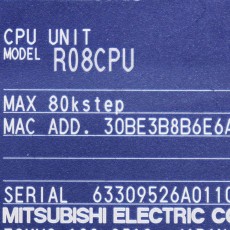 CPU UNIT
MODEL R08CPU
MAX 80kstep
MAC ADD. 30BE3B8B6E6A
SERIAL 63309526A0110
MITSUBISHI ELECTRIC CO